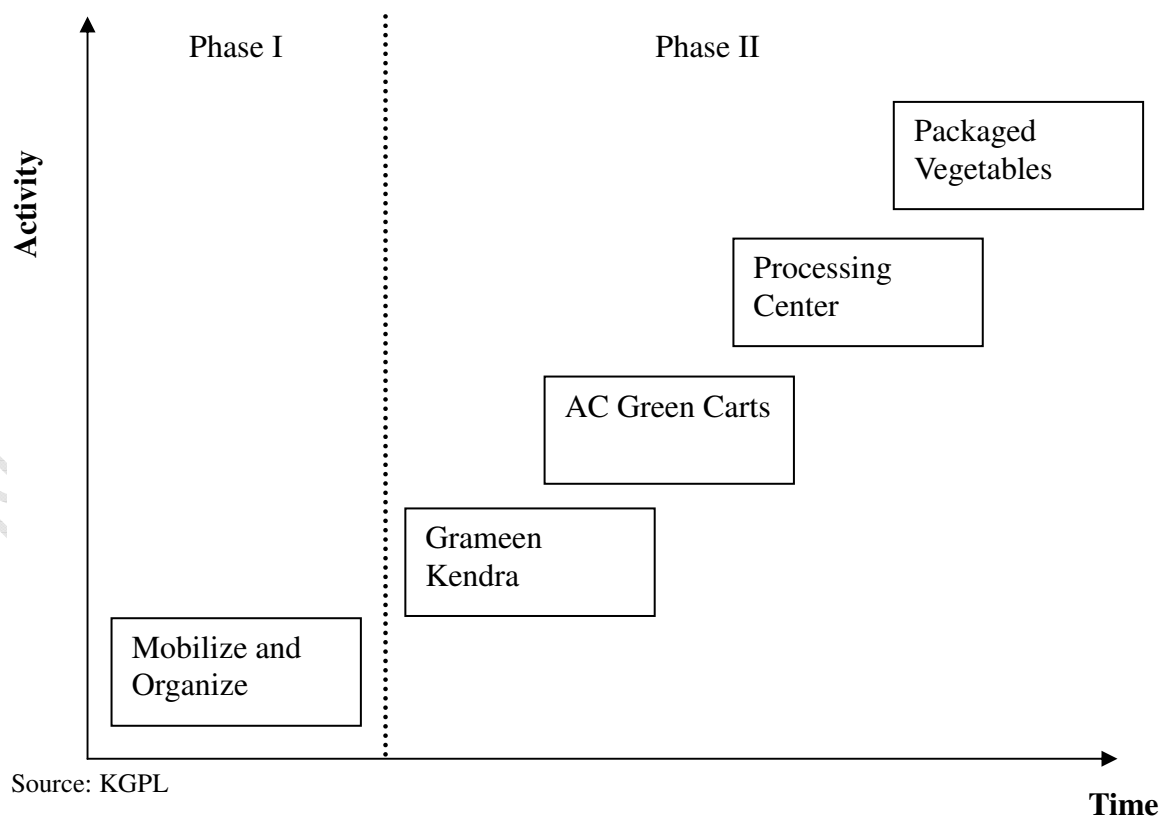 Phase I
Phase II
Packaged
Vegetables
Activity
Processing
Center
AC Green Carts
Grameen
Kendra
Mobilize and
Organize
Source: KGPL
Time